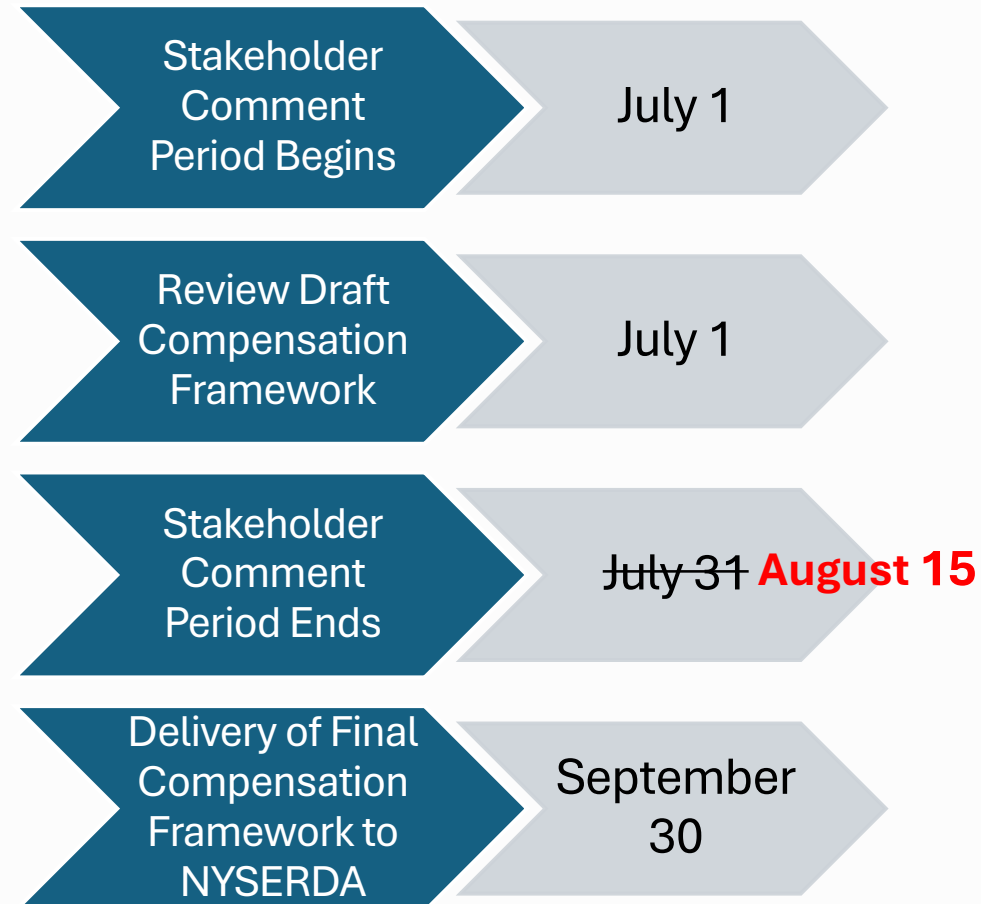 Stakeholder
Comment
Period Begins
July 1
Review Draft
Compensation
Framework
July 1
Stakeholder
Comment
Period Ends
July 31 August 15
Delivery of Final
Compensation
Framework to
NYSERDA
September
30